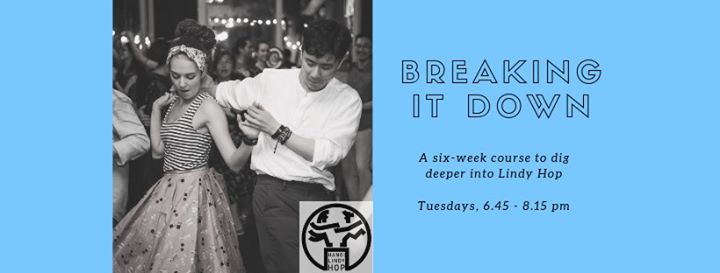 BREAKING
IT DOWN
A six-week course to dig
deeper into Lindy Hop
Tuesdays, 6.45 - 8.15 pm
MANGO
LINDY
HOP